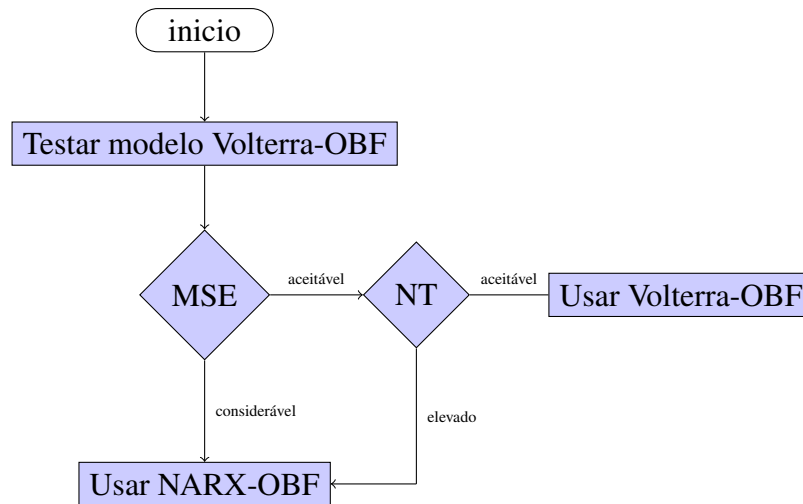 inicio
Testar modelo Volterra-OBF
MSE
aceitável
NT
aceitável
Usar Volterra-OBF
considerável
elevado
Usar NARX-OBF